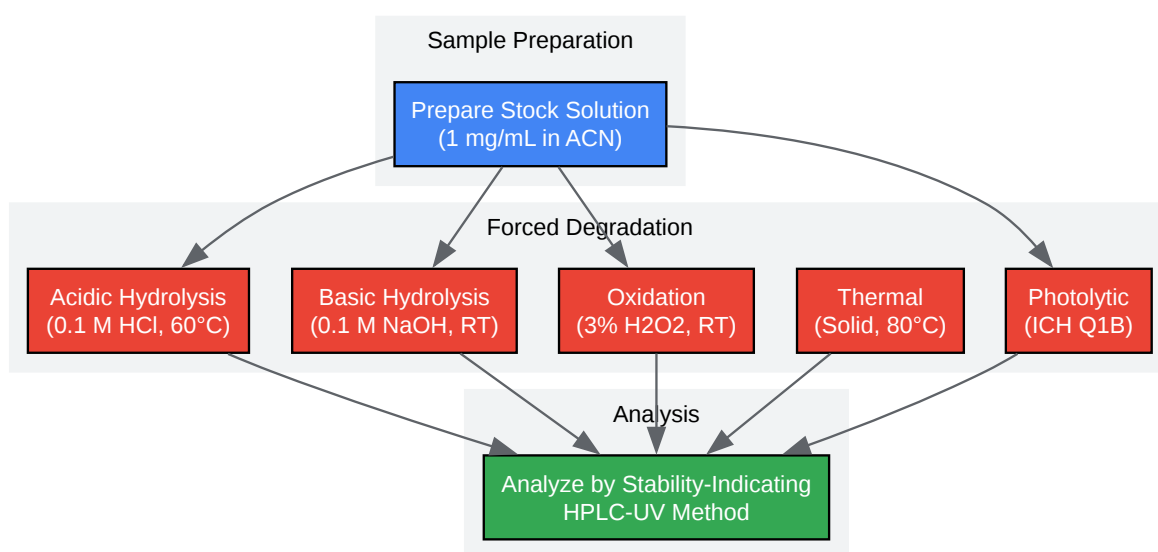 Sample Preparation
Prepare Stock Solution
(1 mg/mL in ACN)
Forced Degradation
Acidic Hydrolysis
(0.1 M HCl, 60°C)
Basic Hydrolysis
(0.1 M NaOH, RT)
Oxidation
(3% H2O2, RT)
Thermal
(Solid, 80°C)
Photolytic
(ICH Q1B)
Analysis
Analyze by Stability-Indicating
HPLC-UV Method